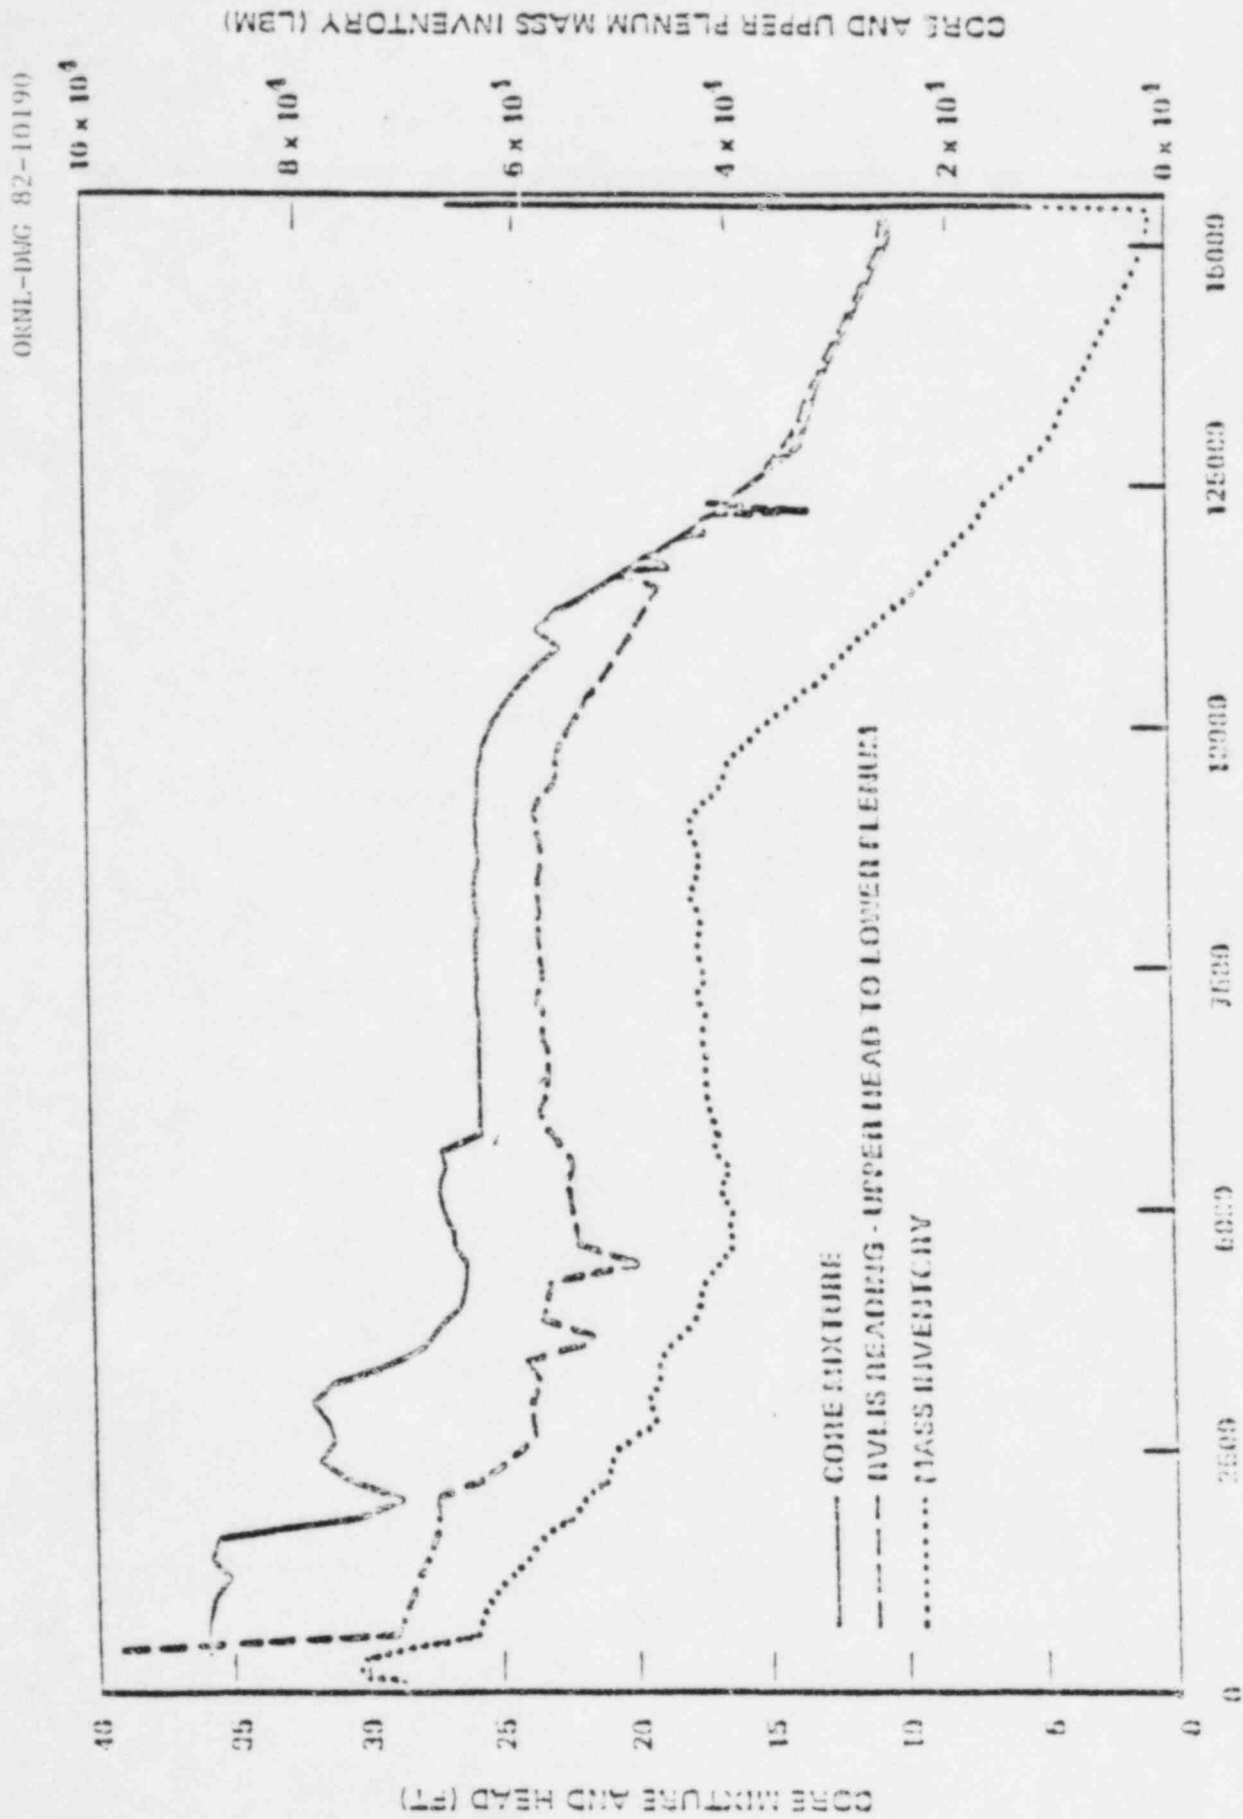 ORNL-DWG 82-10190
CORE MIXTURE AND HEAD (FT)
40
35
30
25
20
15
10
5
0
CORE AND UPPER PLENUM MASS INVENTORY (LBM)
10 x 10⁴
8 x 10⁴
6 x 10⁴
4 x 10⁴
2 x 10⁴
0 x 10⁴
CORE MIXTURE
RVLIS READING - UPPER HEAD TO LOWER PLENUM
MASS INVENTORY
0
2500
5000
7500
10000
15000